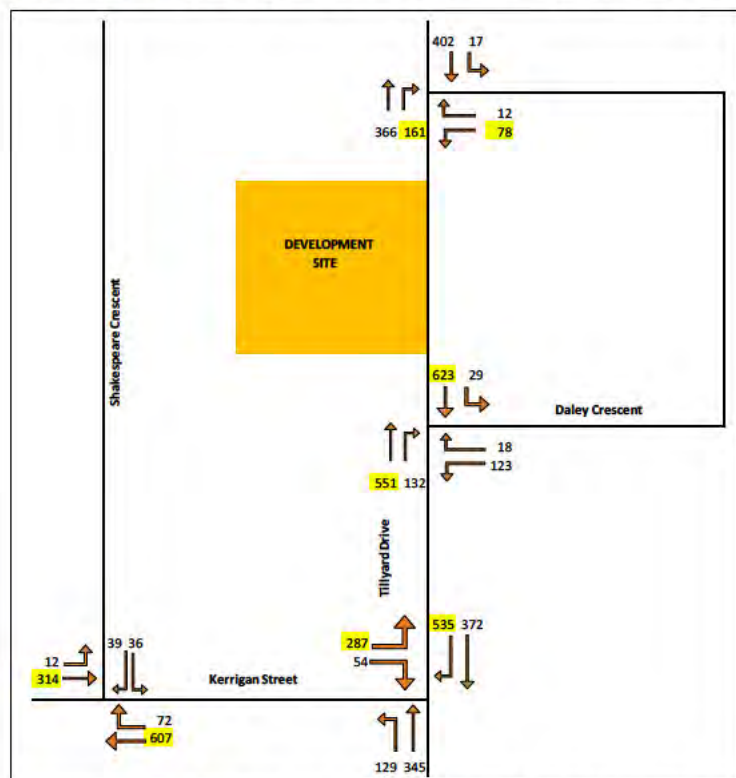 402 17
366 161
12
78
DEVELOPMENT
SITE
Shakespeare Crescent
623 29
Daley Crescent
551 132
18
123
Tillyard Drive
287
54
535 372
12
314
39 36
Kerrigan Street
72
607
129 345